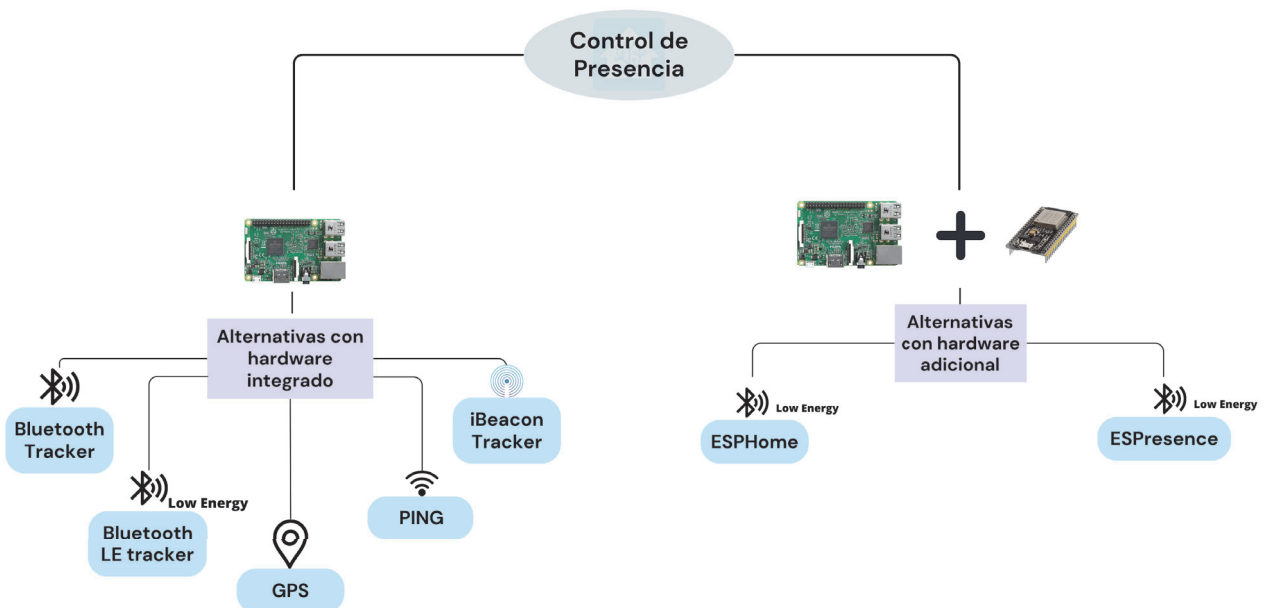 Control de
Presencia
Alternativas con
hardware
integrado
Bluetooth
Tracker
Low Energy
Bluetooth
LE tracker
GPS
PING
iBeacon
Tracker
Alternativas
con hardware
adicional
Low Energy
ESPHome
Low Energy
ESPresence